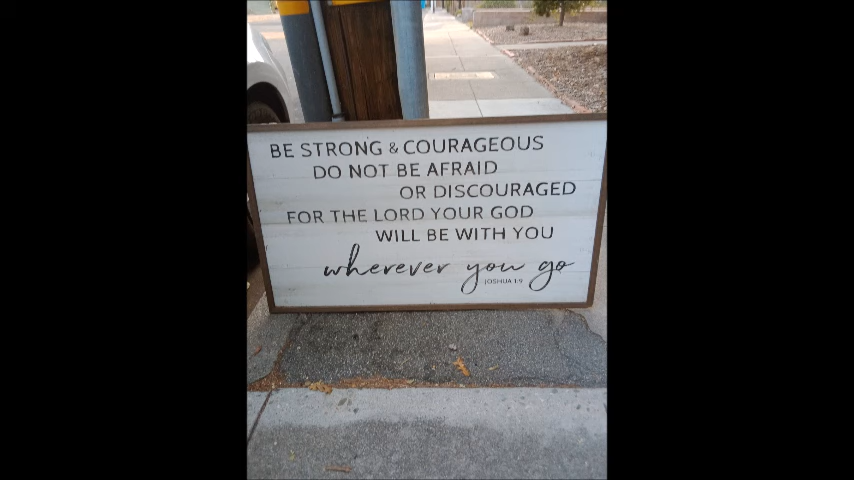 BE STRONG & COURAGEOUS
DO NOT BE AFRAID
OR DISCOURAGED
FOR THE LORD YOUR GOD
WILL BE WITH YOU
wherever you go
JOSHUA 1:9